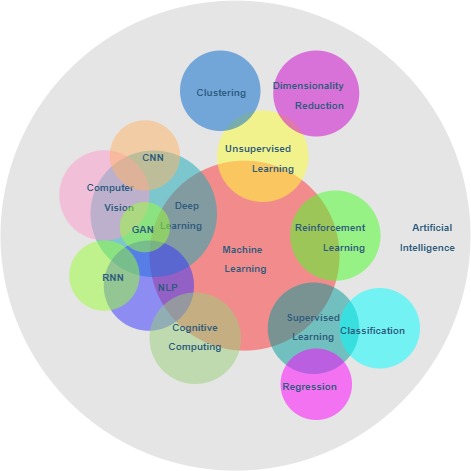 Clustering
Dimensionality
Reduction
Unsupervised
Learning
CNN
Computer
Vision
Deep
Learning
GAN
Reinforcement
Learning
Artificial
Intelligence
Machine
Learning
RNN
NLP
Cognitive
Computing
Supervised
Learning
Classification
Regression